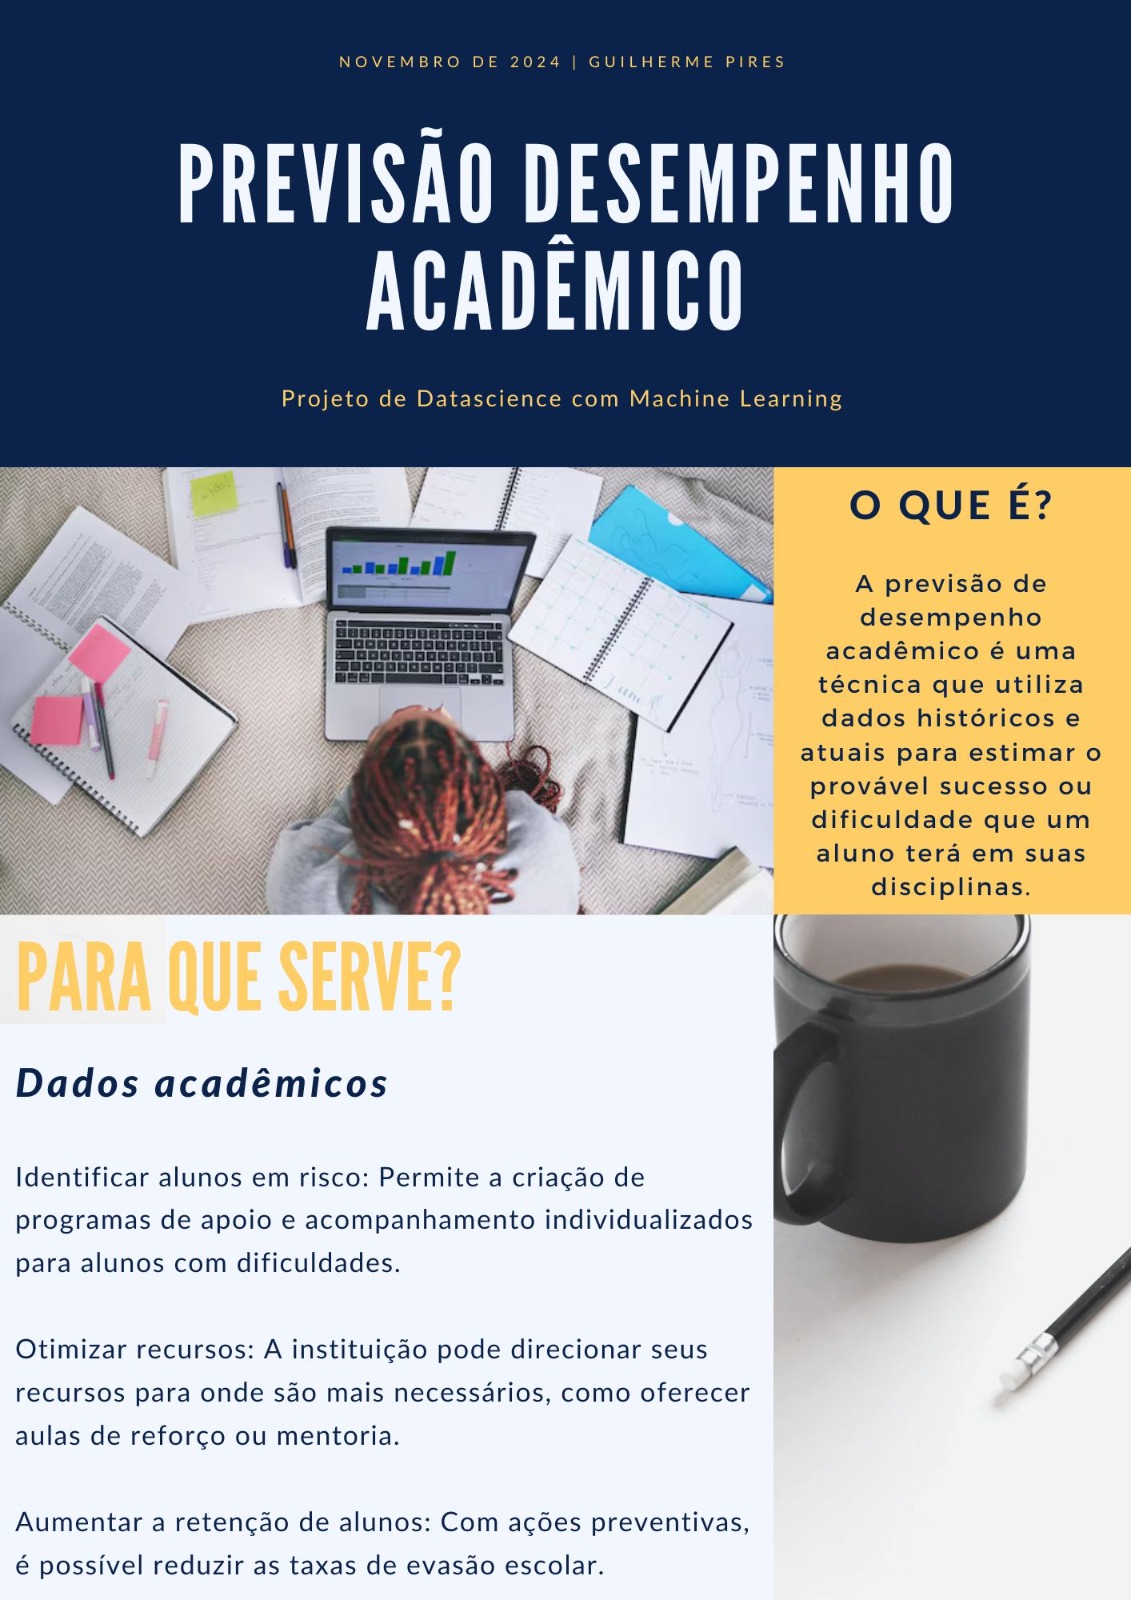 NOVEMBRO DE 2024 | GUILHERME PIRES
PREVISÃO DESEMPENHO
ACADÊMICO
Projeto de Datascience com Machine Learning
O QUE É?
A previsão de
desempenho
acadêmico é uma
técnica que utiliza
dados históricos e
atuais para estimar o
provável sucesso ou
dificuldade que um
aluno terá em suas
disciplinas.
PARA QUE SERVE?
Dados acadêmicos
Identificar alunos em risco: Permite a criação de
programas de apoio e acompanhamento individualizados
para alunos com dificuldades.
Otimizar recursos: A instituição pode direcionar seus
recursos para onde são mais necessários, como oferecer
aulas de reforço ou mentoria.
Aumentar a retenção de alunos: Com ações preventivas,
é possível reduzir as taxas de evasão escolar.